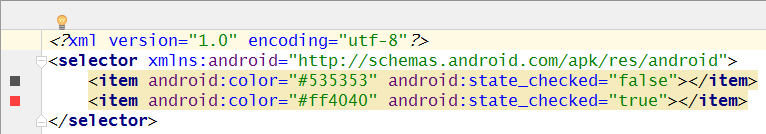 <?xml version="1.0" encoding="utf-8"?>
<selector xmlns:android="http://schemas.android.com/apk/res/android">
<item android:color="#535353" android:state_checked="false"></item>
<item android:color="#ff4040" android:state_checked="true"></item>
</selector>